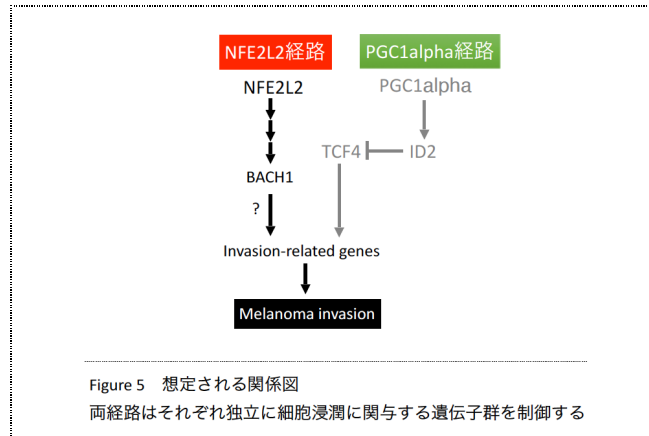 NFE2L2経路 PGC1alpha経路
NFE2L2 PGC1alpha
TCF4 ID2
BACH1
?
Invasion-related genes
Melanoma invasion
Figure 5 想定される関係図
両経路はそれぞれ独立に細胞浸潤に関与する遺伝子群を制御する